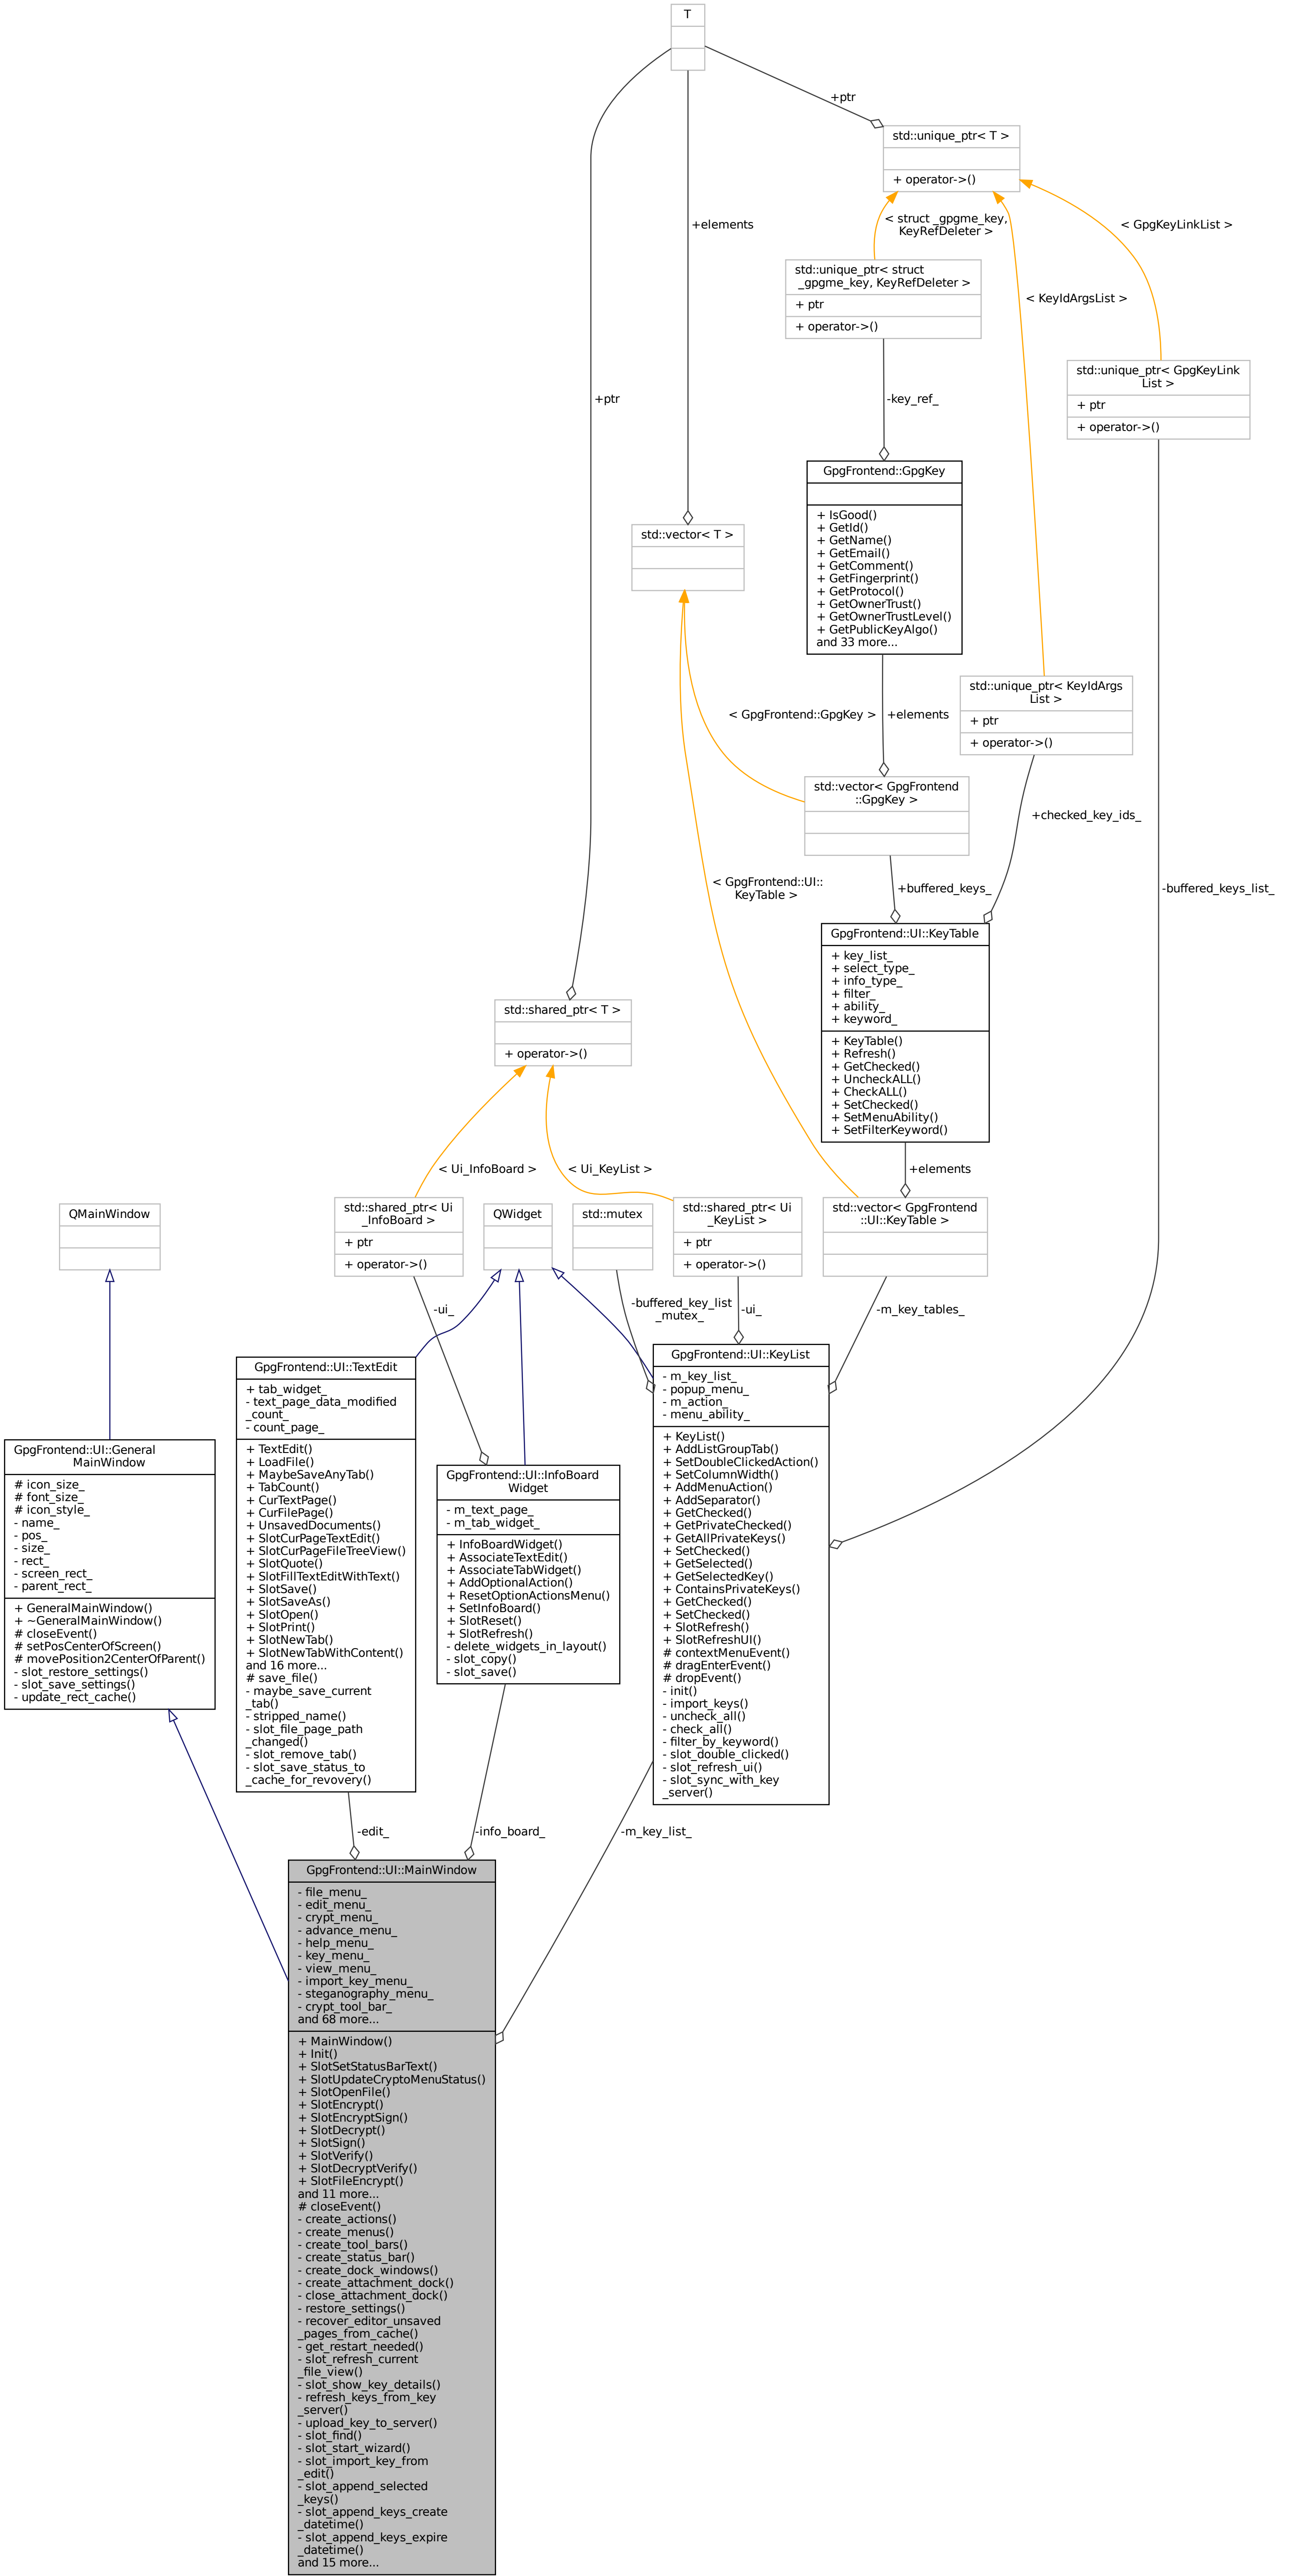 T
+ptr
std::unique_ptr< T >
+ operator->()
+elements
< struct _gpgme_key,
KeyRefDeleter >
< GpgKeyLinkList >
std::unique_ptr< struct
_gpgme_key, KeyRefDeleter >
+ ptr
+ operator->()
< KeyIdArgsList >
std::unique_ptr< GpgKeyLink
List >
+ ptr
+ operator->()
+ptr
-key_ref_
GpgFrontend::GpgKey
+ IsGood()
+ GetId()
+ GetName()
+ GetEmail()
+ GetComment()
+ GetFingerprint()
+ GetProtocol()
+ GetOwnerTrust()
+ GetOwnerTrustLevel()
+ GetPublicKeyAlgo()
and 33 more...
std::vector< T >
std::unique_ptr< KeyIdArgs
List >
+ ptr
+ operator->()
< GpgFrontend::GpgKey >
+elements
std::vector< GpgFrontend
::GpgKey >
+checked_key_ids_
< GpgFrontend::UI::
KeyTable >
+buffered_keys_
-buffered_keys_list_
GpgFrontend::UI::KeyTable
+ key_list_
+ select_type_
+ info_type_
+ filter_
+ ability_
+ keyword_
+ KeyTable()
+ Refresh()
+ GetChecked()
+ UncheckALL()
+ CheckALL()
+ SetChecked()
+ SetMenuAbility()
+ SetFilterKeyword()
std::shared_ptr< T >
+ operator->()
< Ui_InfoBoard >
< Ui_KeyList >
+elements
QMainWindow
std::shared_ptr< Ui
_InfoBoard >
+ ptr
+ operator->()
QWidget
std::mutex
std::shared_ptr< Ui
_KeyList >
+ ptr
+ operator->()
std::vector< GpgFrontend
::UI::KeyTable >
-ui_
-buffered_key_list
_mutex_
-ui_
-m_key_tables_
GpgFrontend::UI::General
MainWindow
# icon_size_
# font_size_
# icon_style_
- name_
- pos_
- size_
- rect_
- screen_rect_
- parent_rect_
+ GeneralMainWindow()
+ ~GeneralMainWindow()
# closeEvent()
# setPosCenterOfScreen()
# movePosition2CenterOfParent()
- slot_restore_settings()
- slot_save_settings()
- update_rect_cache()
GpgFrontend::UI::TextEdit
+ tab_widget_
- text_page_data_modified
_count_
- count_page_
+ TextEdit()
+ LoadFile()
+ MaybeSaveAnyTab()
+ TabCount()
+ CurTextPage()
+ CurFilePage()
+ UnsavedDocuments()
+ SlotCurPageTextEdit()
+ SlotCurPageFileTreeView()
+ SlotQuote()
+ SlotFillTextEditWithText()
+ SlotSave()
+ SlotSaveAs()
+ SlotOpen()
+ SlotPrint()
+ SlotNewTab()
+ SlotNewTabWithContent()
and 16 more...
# save_file()
- maybe_save_current
_tab()
- stripped_name()
- slot_file_page_path
_changed()
- slot_remove_tab()
- slot_save_status_to
_cache_for_revovery()
GpgFrontend::UI::InfoBoard
Widget
- m_text_page_
- m_tab_widget_
+ InfoBoardWidget()
+ AssociateTextEdit()
+ AssociateTabWidget()
+ AddOptionalAction()
+ ResetOptionActionsMenu()
+ SetInfoBoard()
+ SlotReset()
+ SlotRefresh()
- delete_widgets_in_layout()
- slot_copy()
- slot_save()
GpgFrontend::UI::KeyList
- m_key_list_
- popup_menu_
- m_action_
- menu_ability_
+ KeyList()
+ AddListGroupTab()
+ SetDoubleClickedAction()
+ SetColumnWidth()
+ AddMenuAction()
+ AddSeparator()
+ GetChecked()
+ GetPrivateChecked()
+ GetAllPrivateKeys()
+ SetChecked()
+ GetSelected()
+ GetSelectedKey()
+ ContainsPrivateKeys()
+ GetChecked()
+ SetChecked()
+ SlotRefresh()
+ SlotRefreshUI()
# contextMenuEvent()
# dragEnterEvent()
# dropEvent()
- init()
- import_keys()
- uncheck_all()
- check_all()
- filter_by_keyword()
- slot_double_clicked()
- slot_refresh_ui()
- slot_sync_with_key
_server()
-edit_
-info_board_
-m_key_list_
GpgFrontend::UI::MainWindow
- file_menu_
- edit_menu_
- crypt_menu_
- advance_menu_
- help_menu_
- key_menu_
- view_menu_
- import_key_menu_
- steganography_menu_
- crypt_tool_bar_
and 68 more...
+ MainWindow()
+ Init()
+ SlotSetStatusBarText()
+ SlotUpdateCryptoMenuStatus()
+ SlotOpenFile()
+ SlotEncrypt()
+ SlotEncryptSign()
+ SlotDecrypt()
+ SlotSign()
+ SlotVerify()
+ SlotDecryptVerify()
+ SlotFileEncrypt()
and 11 more...
# closeEvent()
- create_actions()
- create_menus()
- create_tool_bars()
- create_status_bar()
- create_dock_windows()
- create_attachment_dock()
- close_attachment_dock()
- restore_settings()
- recover_editor_unsaved
_pages_from_cache()
- get_restart_needed()
- slot_refresh_current
_file_view()
- slot_show_key_details()
- refresh_keys_from_key
_server()
- upload_key_to_server()
- slot_find()
- slot_start_wizard()
- slot_import_key_from
_edit()
- slot_append_selected
_keys()
- slot_append_keys_create
_datetime()
- slot_append_keys_expire
_datetime()
and 15 more...